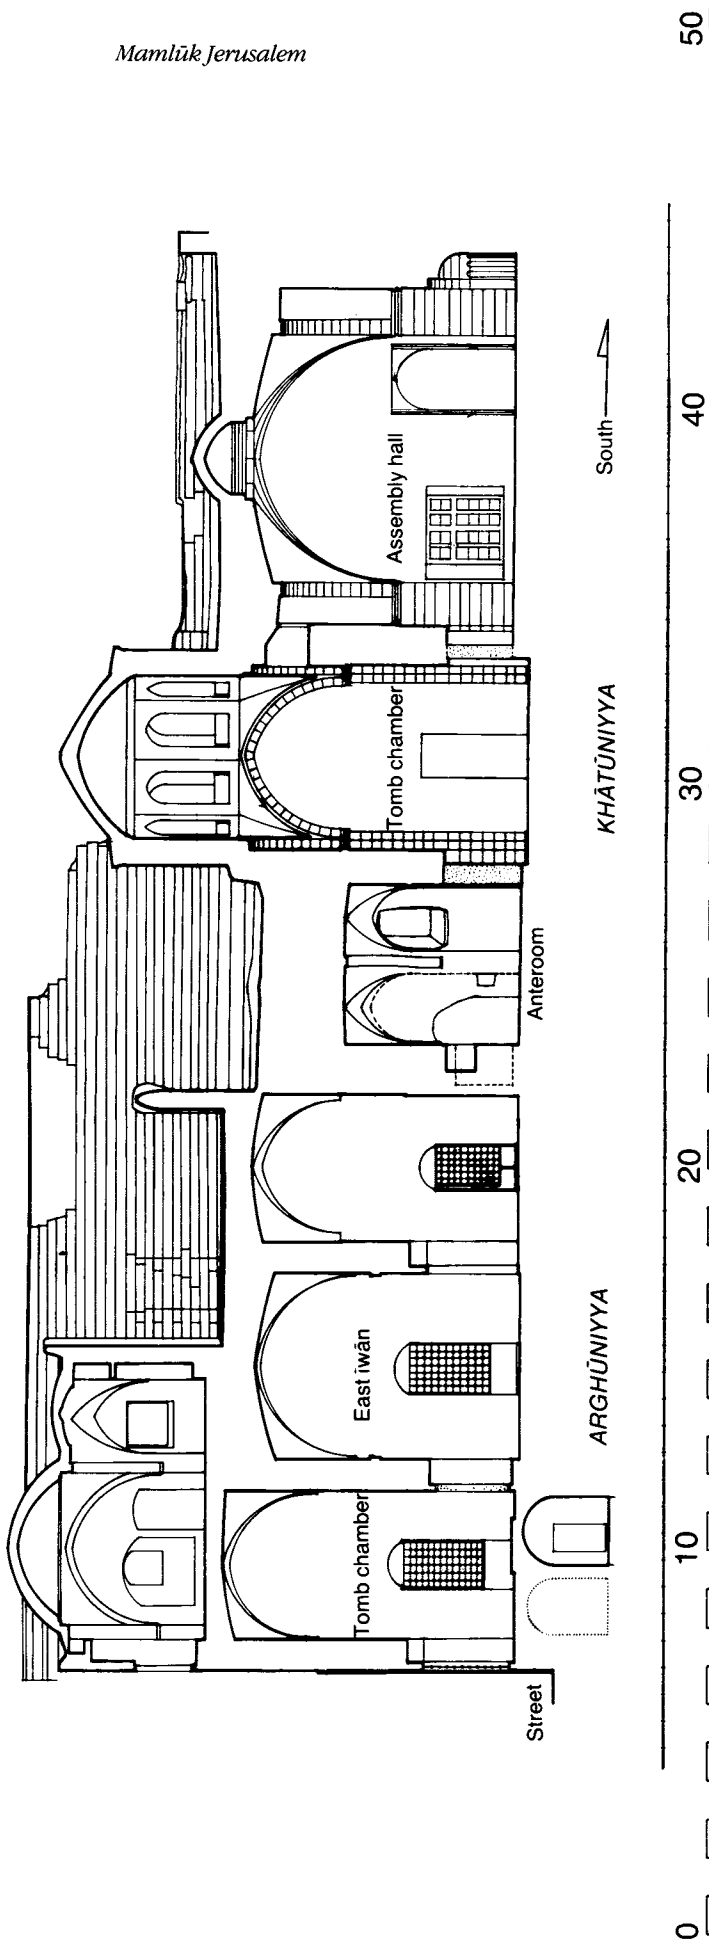 Mamlūk Jerusalem
Street
Tomb chamber
East īwān
Anteroom
Tomb chamber
Assembly hall
ARGHŪNIYYA
KHĀTŪNIYYA
South
0
10
20
30
40
50